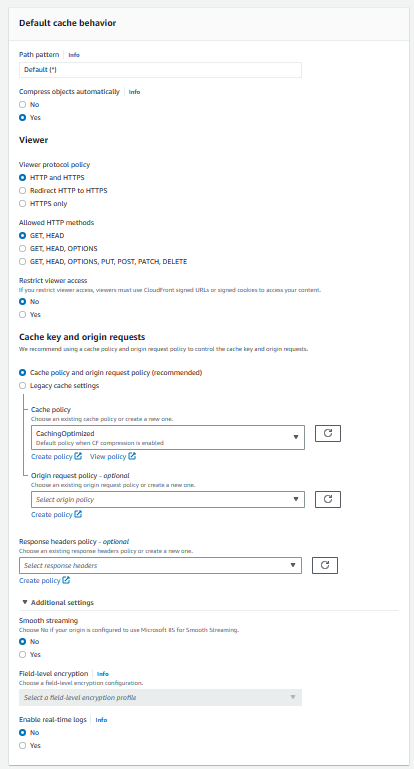 Default cache behavior
Path pattern Info
Default (*)
Compress objects automatically Info
No
Yes
Viewer
Viewer protocol policy
HTTP and HTTPS
Redirect HTTP to HTTPS
HTTPS only
Allowed HTTP methods
GET, HEAD
GET, HEAD, OPTIONS
GET, HEAD, OPTIONS, PUT, POST, PATCH, DELETE
Restrict viewer access
If you restrict viewer access, viewers must use CloudFront signed URLs or signed cookies to access your content.
No
Yes
Cache key and origin requests
We recommend using a cache policy and origin request policy to control the cache key and origin requests.
Cache policy and origin request policy (recommended)
Legacy cache settings
Cache policy
Choose an existing cache policy or create a new one.
CachingOptimized
Default policy when CF compression is enabled
Create policy View policy
Origin request policy - optional
Choose an existing origin request policy or create a new one.
Select origin policy
Create policy
Response headers policy - optional
Choose an existing response headers policy or create a new one.
Select response headers
Create policy
Additional settings
Smooth streaming
Choose No if your origin is configured to use Microsoft IIS for Smooth Streaming.
No
Yes
Field-level encryption Info
Choose a field-level encryption configuration.
Select a field-level encryption profile
Enable real-time logs Info
No
Yes